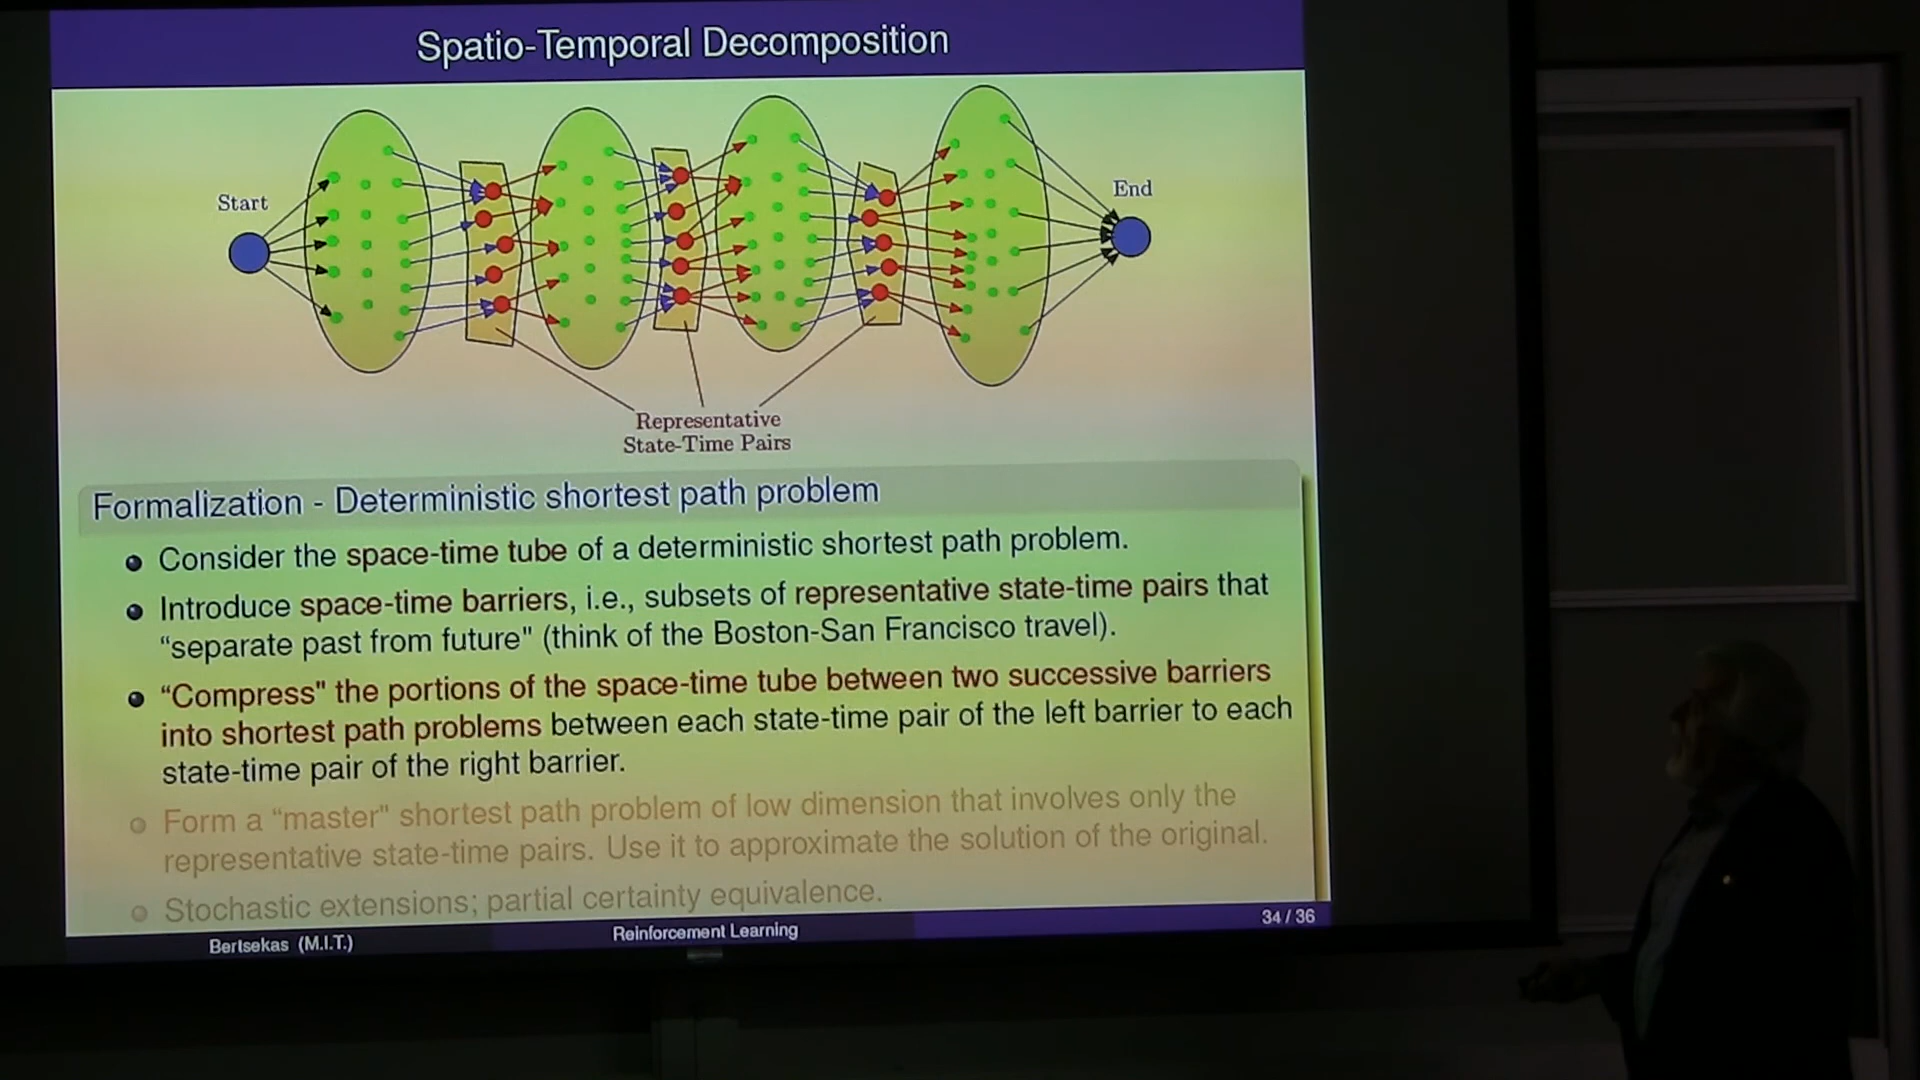 Spatio-Temporal Decomposition
Start
End
Representative
State-Time Pairs
Formalization - Deterministic shortest path problem
Consider the space-time tube of a deterministic shortest path problem.
Introduce space-time barriers, i.e., subsets of representative state-time pairs that
“separate past from future" (think of the Boston-San Francisco travel).
“Compress" the portions of the space-time tube between two successive barriers
into shortest path problems between each state-time pair of the left barrier to each
state-time pair of the right barrier.
Form a “master" shortest path problem of low dimension that involves only the
representative state-time pairs. Use it to approximate the solution of the original.
Stochastic extensions; partial certainty equivalence.
Bertsekas (M.I.T.)
Reinforcement Learning
34 / 36